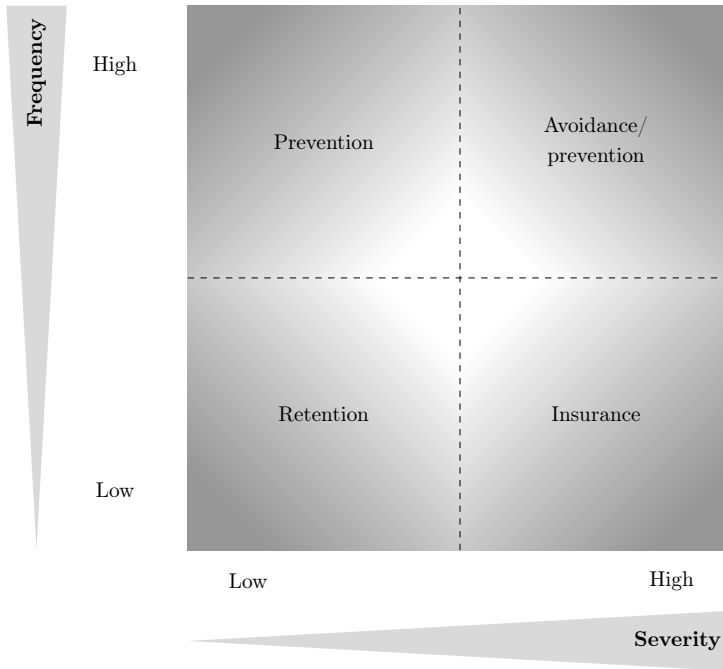 Frequency
High
Prevention
Avoidance/
prevention
Retention
Insurance
Low
Low
High
Severity